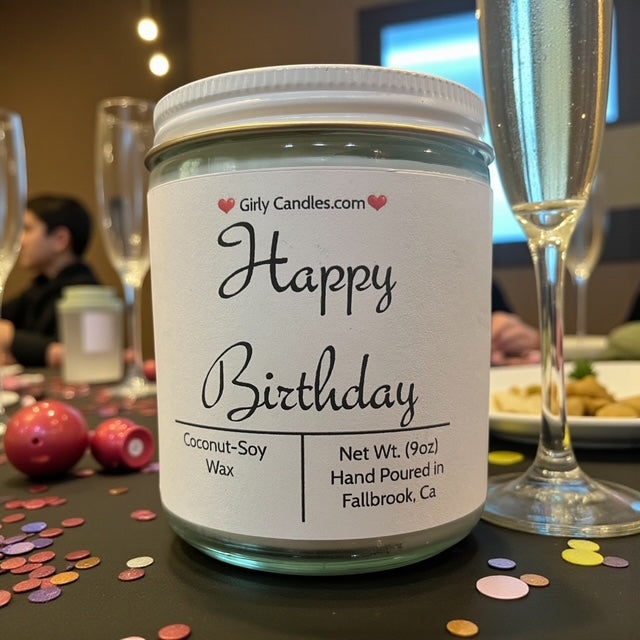 Girly Candles.com
Happy
Birthday
Coconut-Soy
Wax
Net Wt. (9oz)
Hand Poured in
Fallbrook, Ca